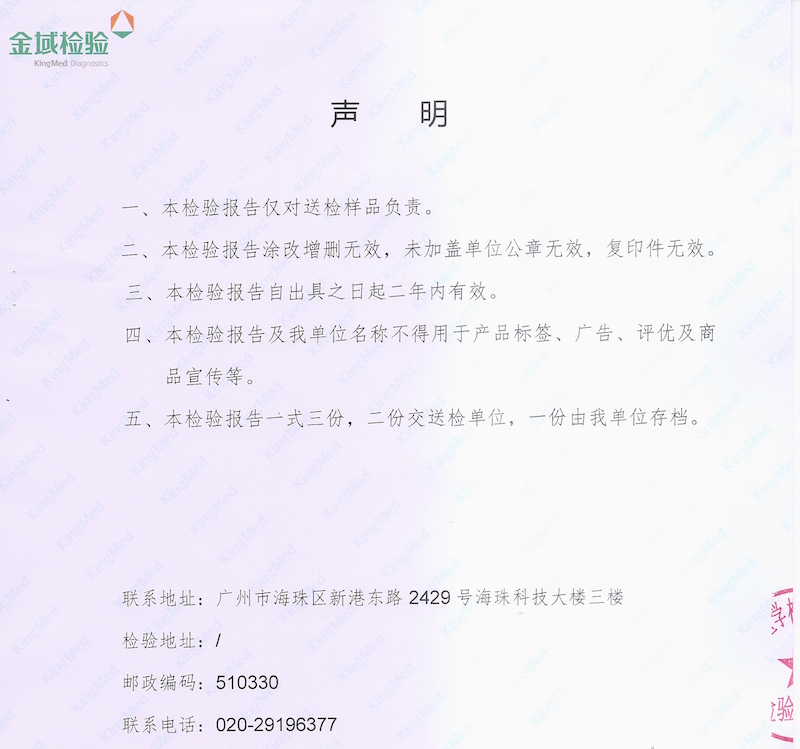 金域检验
KingMed Diagnostics
声 明
一、本检验报告仅对送检样品负责。
二、本检验报告涂改增删无效，未加盖单位公章无效，复印件无效。
三、本检验报告自出具之日起二年内有效。
四、本检验报告及我单位名称不得用于产品标签、广告、评优及商
品宣传等。
五、本检验报告一式三份，二份交送检单位，一份由我单位存档。
联系地址：广州市海珠区新港东路 2429 号海珠科技大楼三楼
检验地址：/
邮政编码：510330
联系电话：020-29196377
学检
验